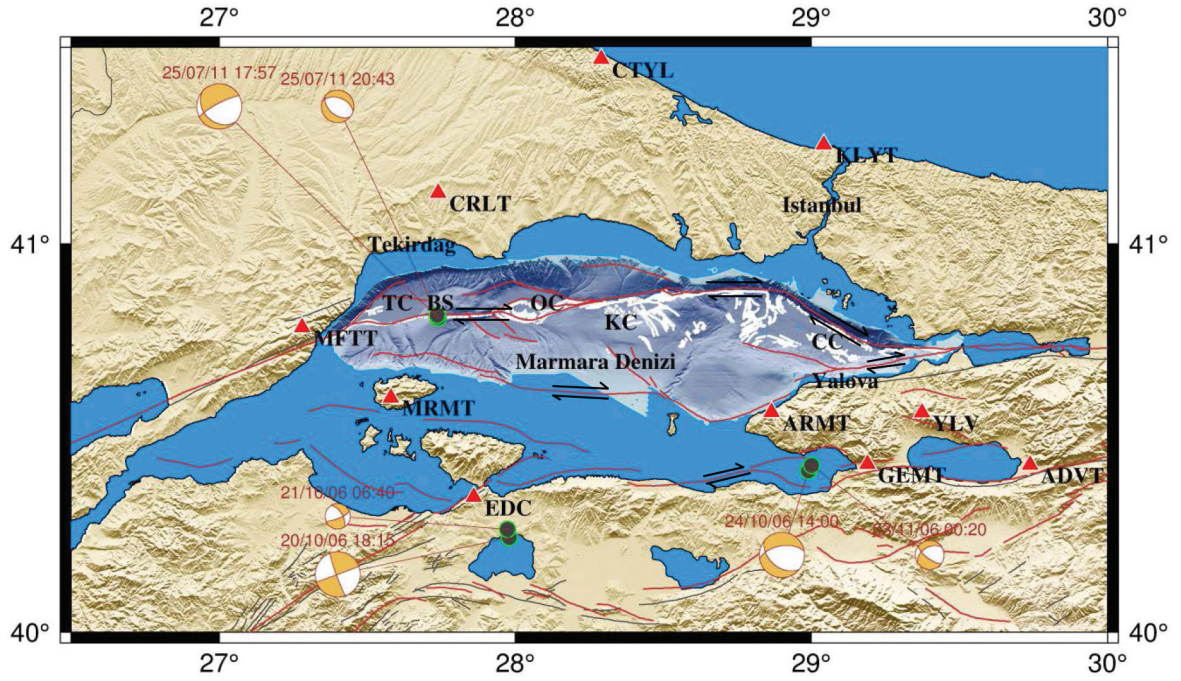 27° 28° 29° 30°
25/07/11 17:57
25/07/11 20:43
CTYL
KLYT
CRLT
Istanbul
Tekirdag
41° 41°
TC BS OC
KC
MFTT
CC
Marmara Denizi
Yalova
MRMT
ARMT
YLV
GEMT
ADVT
21/10/06 06:40
EDC
24/10/06 14:00
23/11/06 00:20
20/10/06 18:15
40° 40°
27° 28° 29° 30°